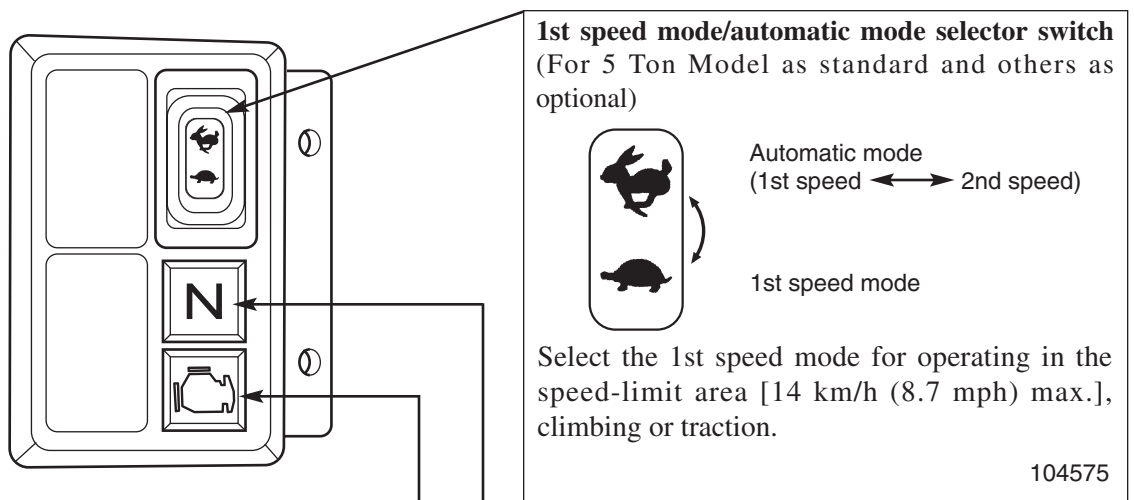 1st speed mode/automatic mode selector switch
(For 5 Ton Model as standard and others as
optional)
Automatic mode
(1st speed ⟷ 2nd speed)
1st speed mode
Select the 1st speed mode for operating in the
speed-limit area [14 km/h (8.7 mph) max.],
climbing or traction.
104575
N